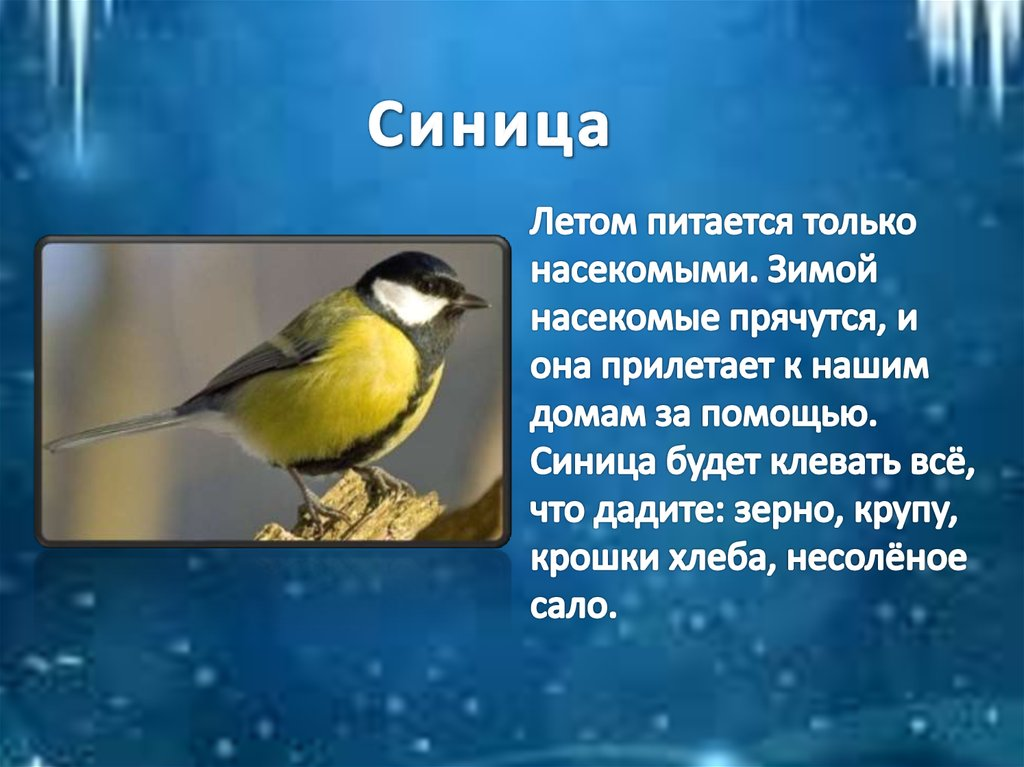 Синица
Летом питается только
насекомыми. Зимой
насекомые прячутся, и
она прилетает к нашим
домам за помощью.
Синица будет клевать всё,
что дадите: зерно, крупу,
крошки хлеба, несолёное
сало.